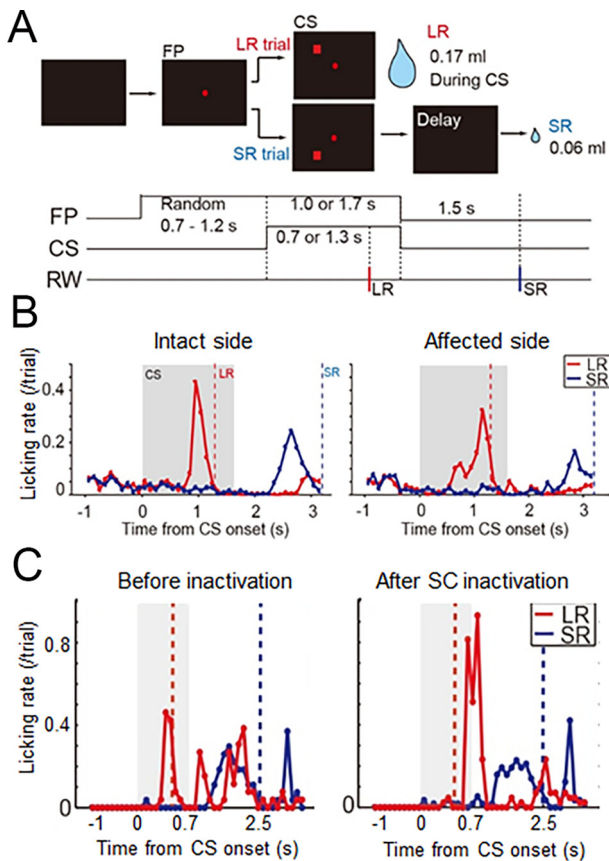 A
FP
LR trial
CS
LR
0.17 ml
During CS
SR trial
Delay
SR
0.06 ml
FP
Random
0.7 - 1.2 s
1.0 or 1.7 s
1.5 s
CS
0.7 or 1.3 s
RW
LR
SR
B
Intact side
Affected side
Licking rate (/trial)
0.4
0.2
0
CS
LR
SR
LR
SR
-1 0 1 2 3
-1 0 1 2 3
Time from CS onset (s)
Time from CS onset (s)
C
Before inactivation
After SC inactivation
Licking rate (/trial)
0.8
0.4
0
LR
SR
-1 0 0.7 2.5
-1 0 0.7 2.5
Time from CS onset (s)
Time from CS onset (s)